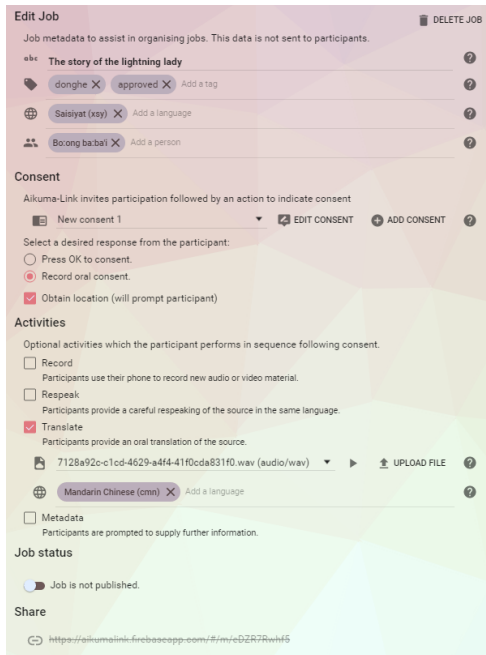 Edit Job
DELETE JOB
Job metadata to assist in organising jobs. This data is not sent to participants.
abc The story of the lightning lady
donghe approved Add a tag
Saisiyat (xsy) Add a language
Bo:ong ba:ba'i Add a person
Consent
Aikuma-Link invites participation followed by an action to indicate consent
New consent 1 EDIT CONSENT ADD CONSENT
Select a desired response from the participant:
Press OK to consent.
Record oral consent.
Obtain location (will prompt participant)
Activities
Optional activities which the participant performs in sequence following consent.
Record
Participants use their phone to record new audio or video material.
Respeak
Participants provide a careful respeaking of the source in the same language.
Translate
Participants provide an oral translation of the source.
7128a92c-c1cd-4629-a4f4-41f0cda831f0.wav (audio/wav) UPLOAD FILE
Mandarin Chinese (cmn) Add a language
Metadata
Participants are prompted to supply further information.
Job status
Job is not published.
Share
https://aikumalink.firebaseapp.com/#/m/eDZR7Rwhf5